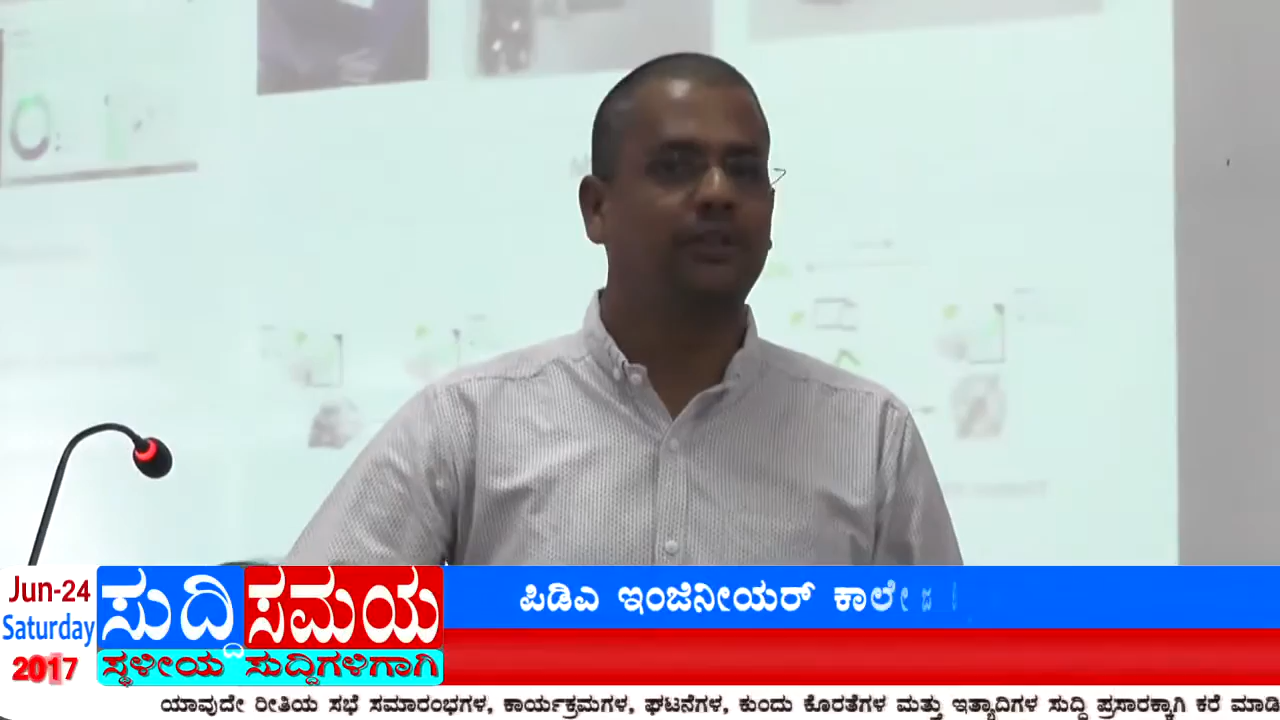 Jun-24
Saturday
2017
ಸುದ್ದಿ ಸಮಯ
ಸ್ಥಳೀಯ ಸುದ್ದಿಗಳಿಗಾಗಿ
ಪಿಡಿಎ ಇಂಜಿನೀಯರ್ ಕಾಲೇಜ
ಯಾವುದೇ ರೀತಿಯ ಸಭೆ ಸಮಾರಂಭಗಳ, ಕಾರ್ಯಕ್ರಮಗಳ, ಘಟನೆಗಳ, ಕುಂದು ಕೊರತೆಗಳ ಮತ್ತು ಇತ್ಯಾದಿಗಳ ಸುದ್ದಿ ಪ್ರಸಾರಕ್ಕಾಗಿ ಕರೆ ಮಾಡಿ